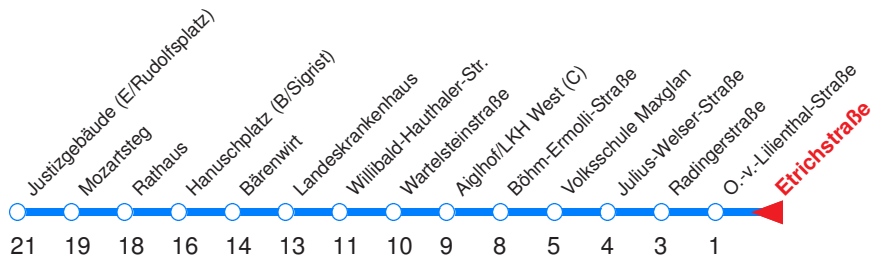 Justizgebäude (E/Rudolfsplatz)
Mozartsteg
Rathaus
Hanuschplatz (B/Sigrist)
Bärenwirt
Landeskrankenhaus
Willibald-Hauthaler-Str.
Wartelsteinstraße
Aiglhof/LKH West (C)
Böhm-Ermolli-Straße
Volksschule Maxglan
Julius-Welser-Straße
Radingerstraße
O.-v.-Lilienthal-Straße
Etrichstraße
21 19 18 16 14 13 11 10 9 8 5 4 3 1